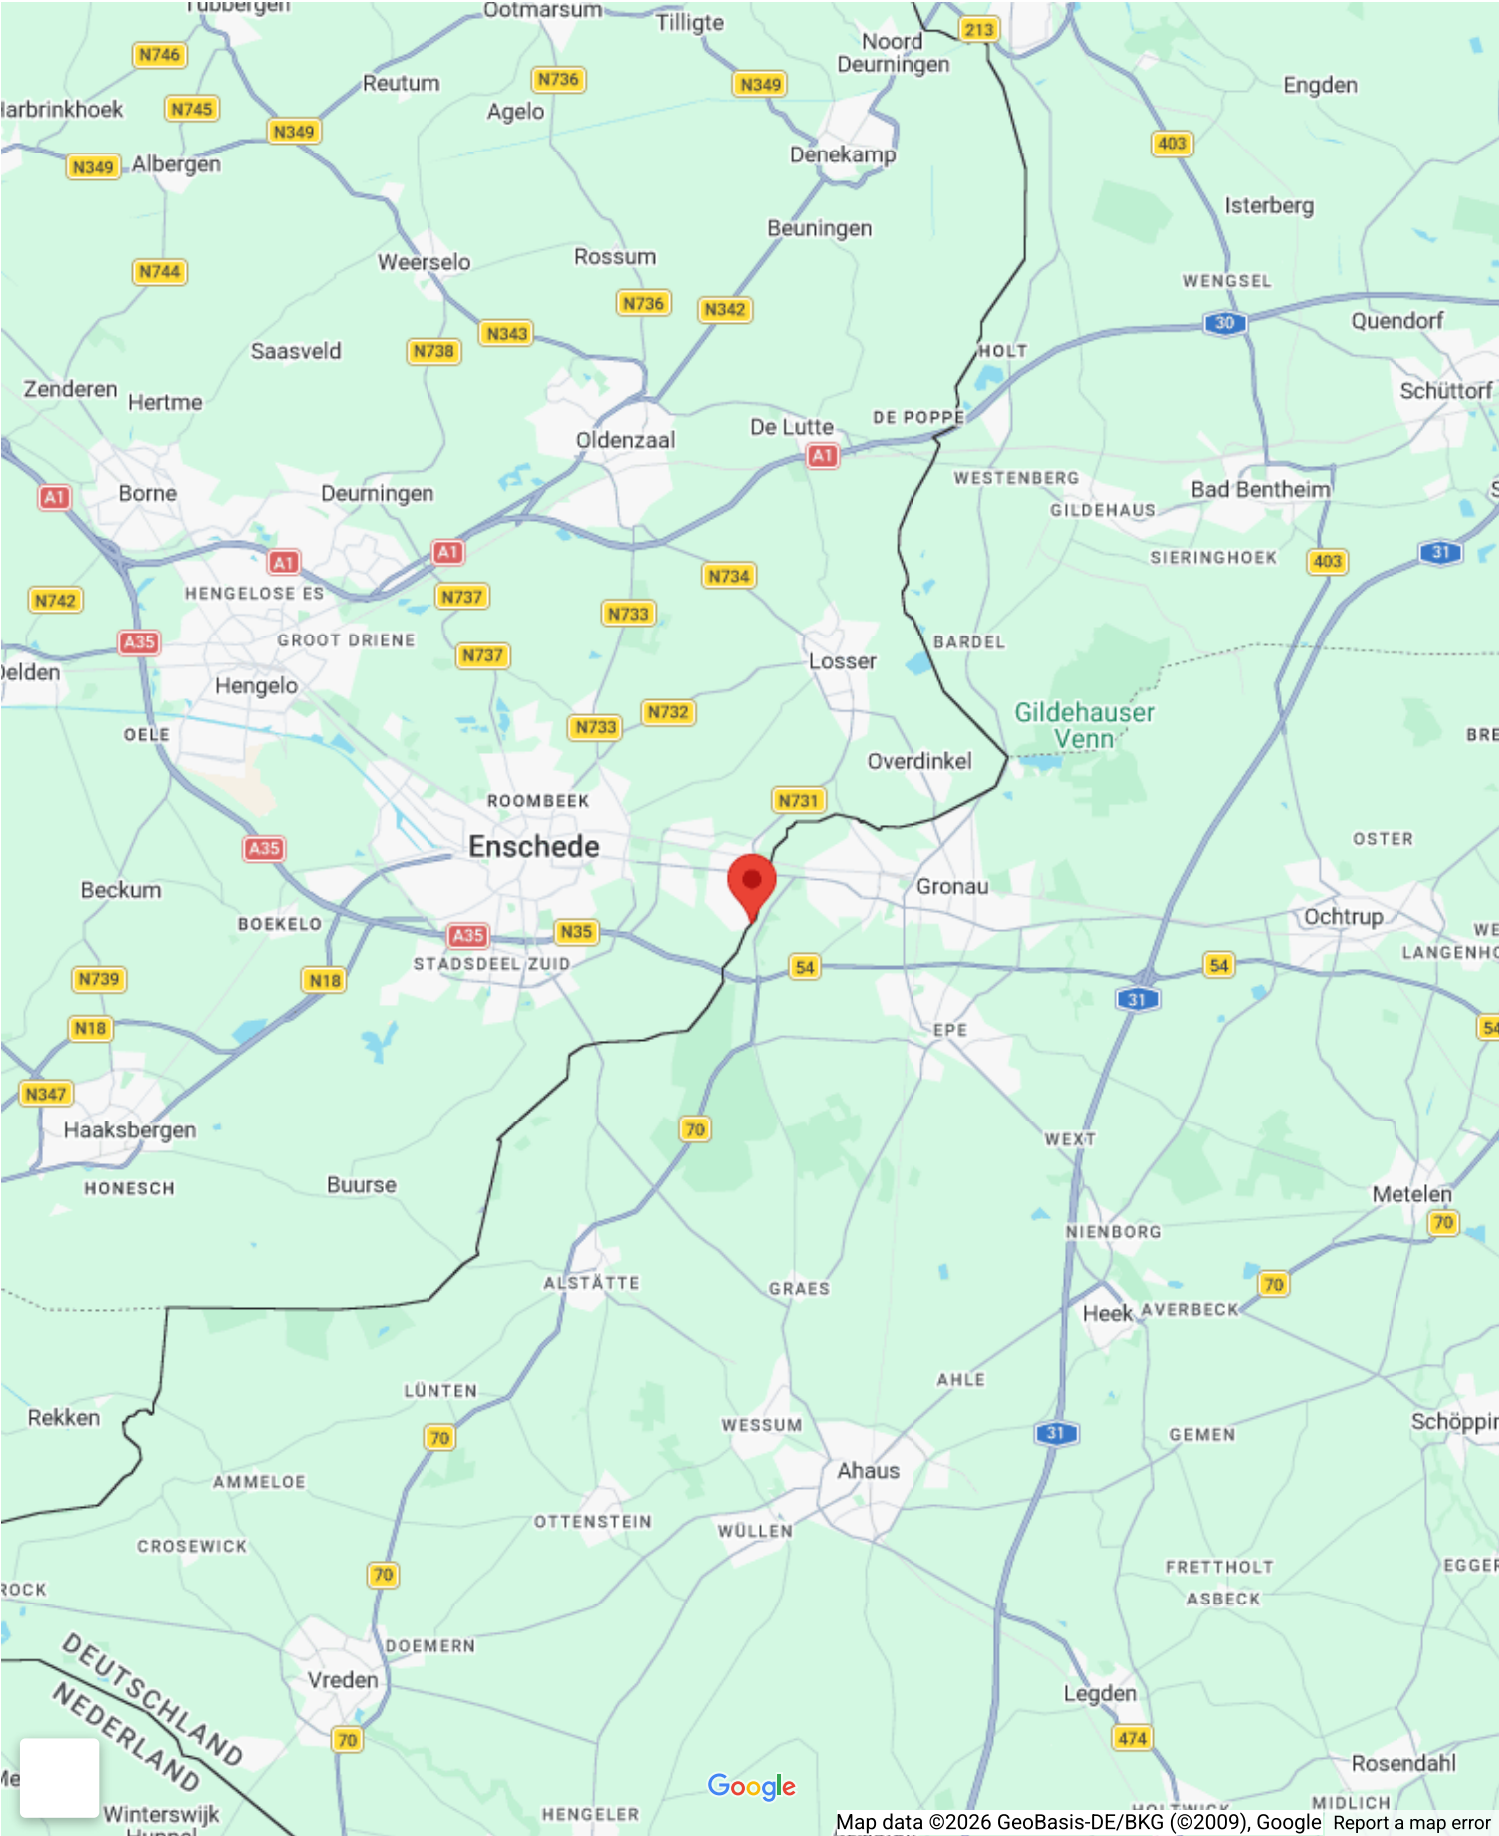 Ootmarsum
Tilligte
213
Noord
Deurningen
N746
Reutum
N736
N349
Engden
N745
Agelo
N349
403
Denekamp
N349
Albergen
Isterberg
Beuningen
Weerselo
Rossum
N744
WENGSEL
N736
N342
30
Quendorf
N343
Saasveld
N738
HOLT
Zenderen
Hertme
Schüttorf
De Lutte
DE POPPE
Oldenzaal
A1
WESTENBERG
A1
Borne
Deurningen
Bad Bentheim
GILDEHAUS
A1
A1
31
SIERINGHOEK
403
N734
N742
HENGELOSE ES
N737
N733
A35
GROOT DRIENE
BARDEL
N737
Losser
Hengelo
N732
Gildehauser
Venn
N733
OELE
BRE
Overdinkel
ROOMBEEK
N731
OSTER
Enschede
A35
Beckum
Gronau
BOEKELO
Ochtrup
A35
N35
WE
LANGENHO
STADSDEEL ZUID
54
54
N739
N18
31
N18
EPE
54
N347
Haaksbergen
70
WEXT
HONESCH
Buurse
Metelen
70
NIENBORG
ALSTÄTTE
GRAES
70
Heek
AVERBECK
AHLE
LÜNTEN
Rekken
WESSUM
Schöppin
70
31
GEMEN
Ahaus
AMMELOE
OTTENSTEIN
WÜLLEN
CROSEWICK
FRETTHOLT
EGGER
70
ROCK
ASBECK
DOEMERN
DEUTSCHLAND
Vreden
NEDERLAND
Legden
70
474
Rosendahl
Google
Winterswijk
HENGELER
MIDLICH
Map data ©2026 GeoBasis-DE/BKG (©2009), Google
Report a map error